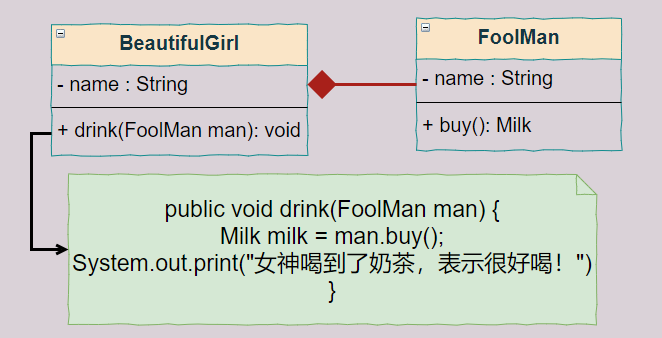 BeautifulGirl
- name : String
+ drink(FoolMan man): void
FoolMan
- name : String
+ buy(): Milk
public void drink(FoolMan man) {
Milk milk = man.buy();
System.out.print("女神喝到了奶茶，表示很好喝！")
}